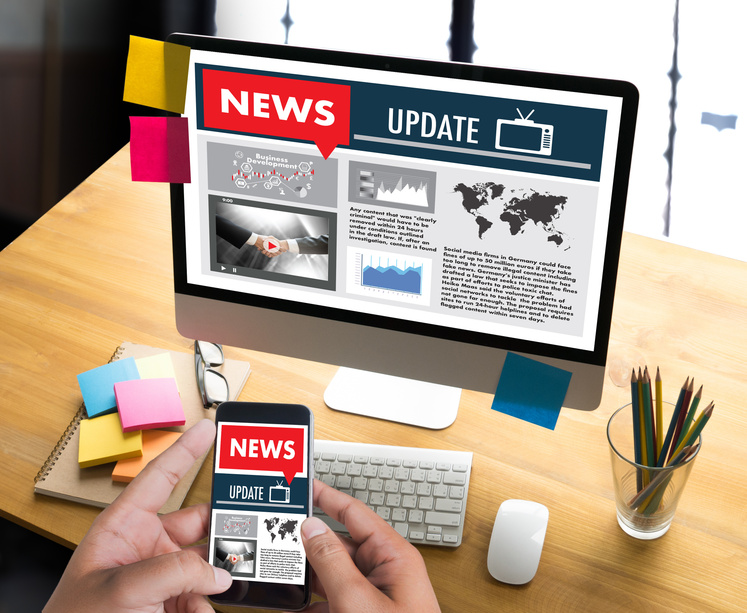 NEWS
UPDATE
Business
Development
9:00
Any content that was "clearly
criminal" would have to be
removed within 24 hours
under conditions outlined
in the draft law. If, after an
investigation, content is found
Social media firms in Germany could face
fines of up to 50 million euros if they take
too long to remove illegal content including
fake news. Germany's justice minister has
drafted a law that seeks to impose the fines
as part of efforts to police toxic chat.
Heiko Maas said the voluntary efforts of
social networks to tackle the problem had
not gone far enough. The proposal requires
sites to run 24-hour helplines and to delete
flagged content within seven days.
NEWS
UPDATE